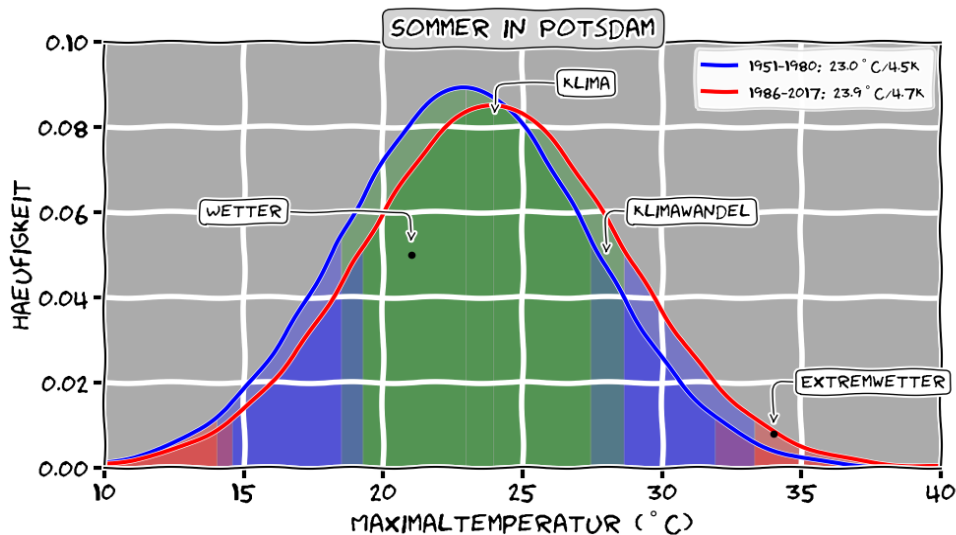 SOMMER IN POTSDAM
0.10
0.08
0.06
0.04
0.02
0.00
HAEUFIGKEIT
1951-1980: 23.0°C/4.5K
1986-2017: 23.9°C/4.7K
KLIMA
WETTER
KLIMAWANDEL
EXTREMWETTER
10 15 20 25 30 35 40
MAXIMALTEMPERATUR (°C)